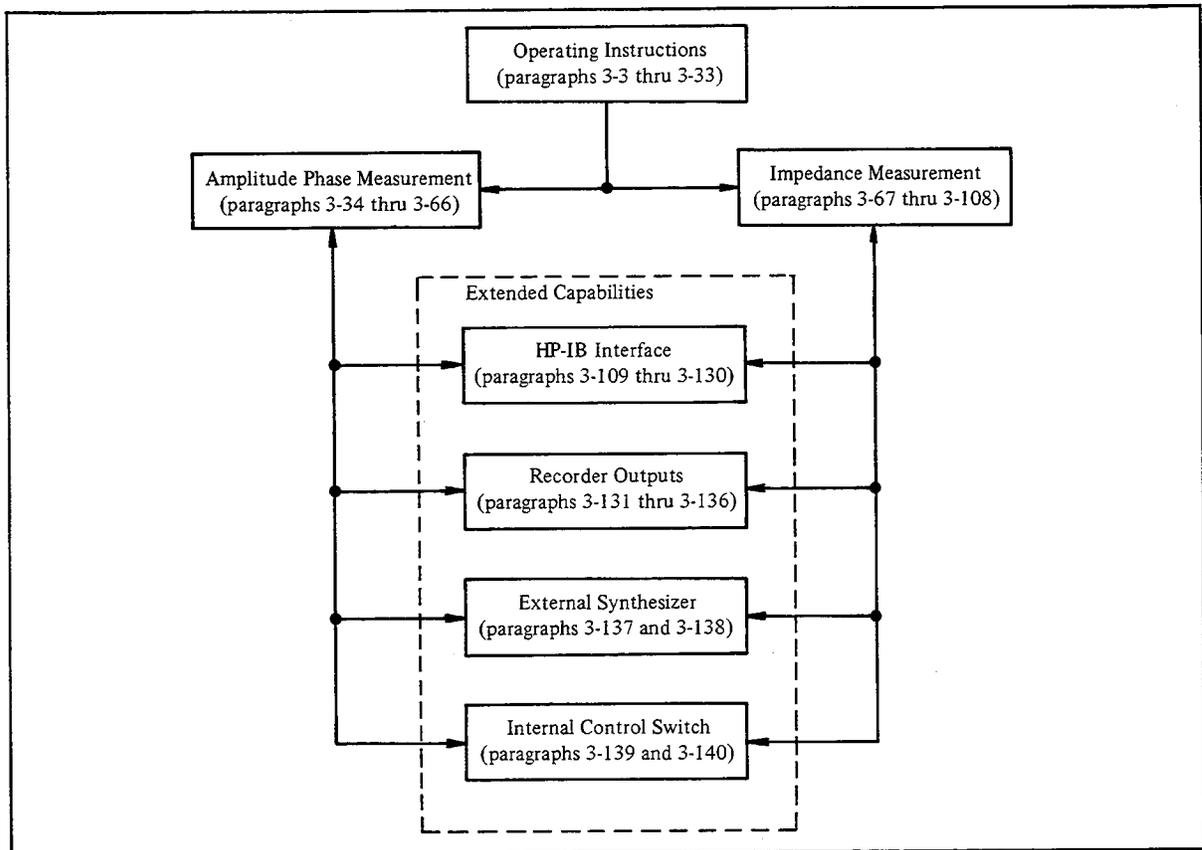 Operating Instructions
(paragraphs 3-3 thru 3-33)
Amplitude Phase Measurement
(paragraphs 3-34 thru 3-66)
Impedance Measurement
(paragraphs 3-67 thru 3-108)
Extended Capabilities
HP-IB Interface
(paragraphs 3-109 thru 3-130)
Recorder Outputs
(paragraphs 3-131 thru 3-136)
External Synthesizer
(paragraphs 3-137 and 3-138)
Internal Control Switch
(paragraphs 3-139 and 3-140)